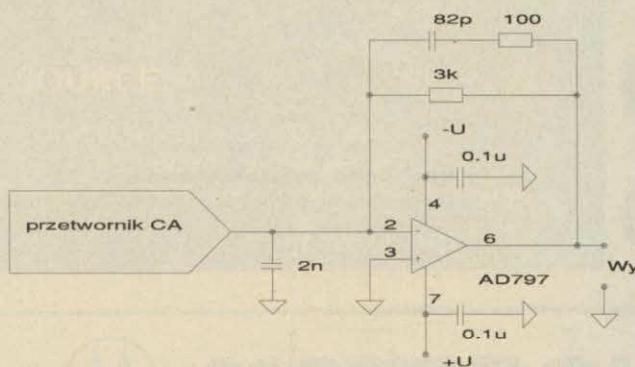 82p
100
3k
-U
0.1u
4
przetwornik CA
2
-
6
3
+
2n
AD797
Wy
7
0.1u
+U